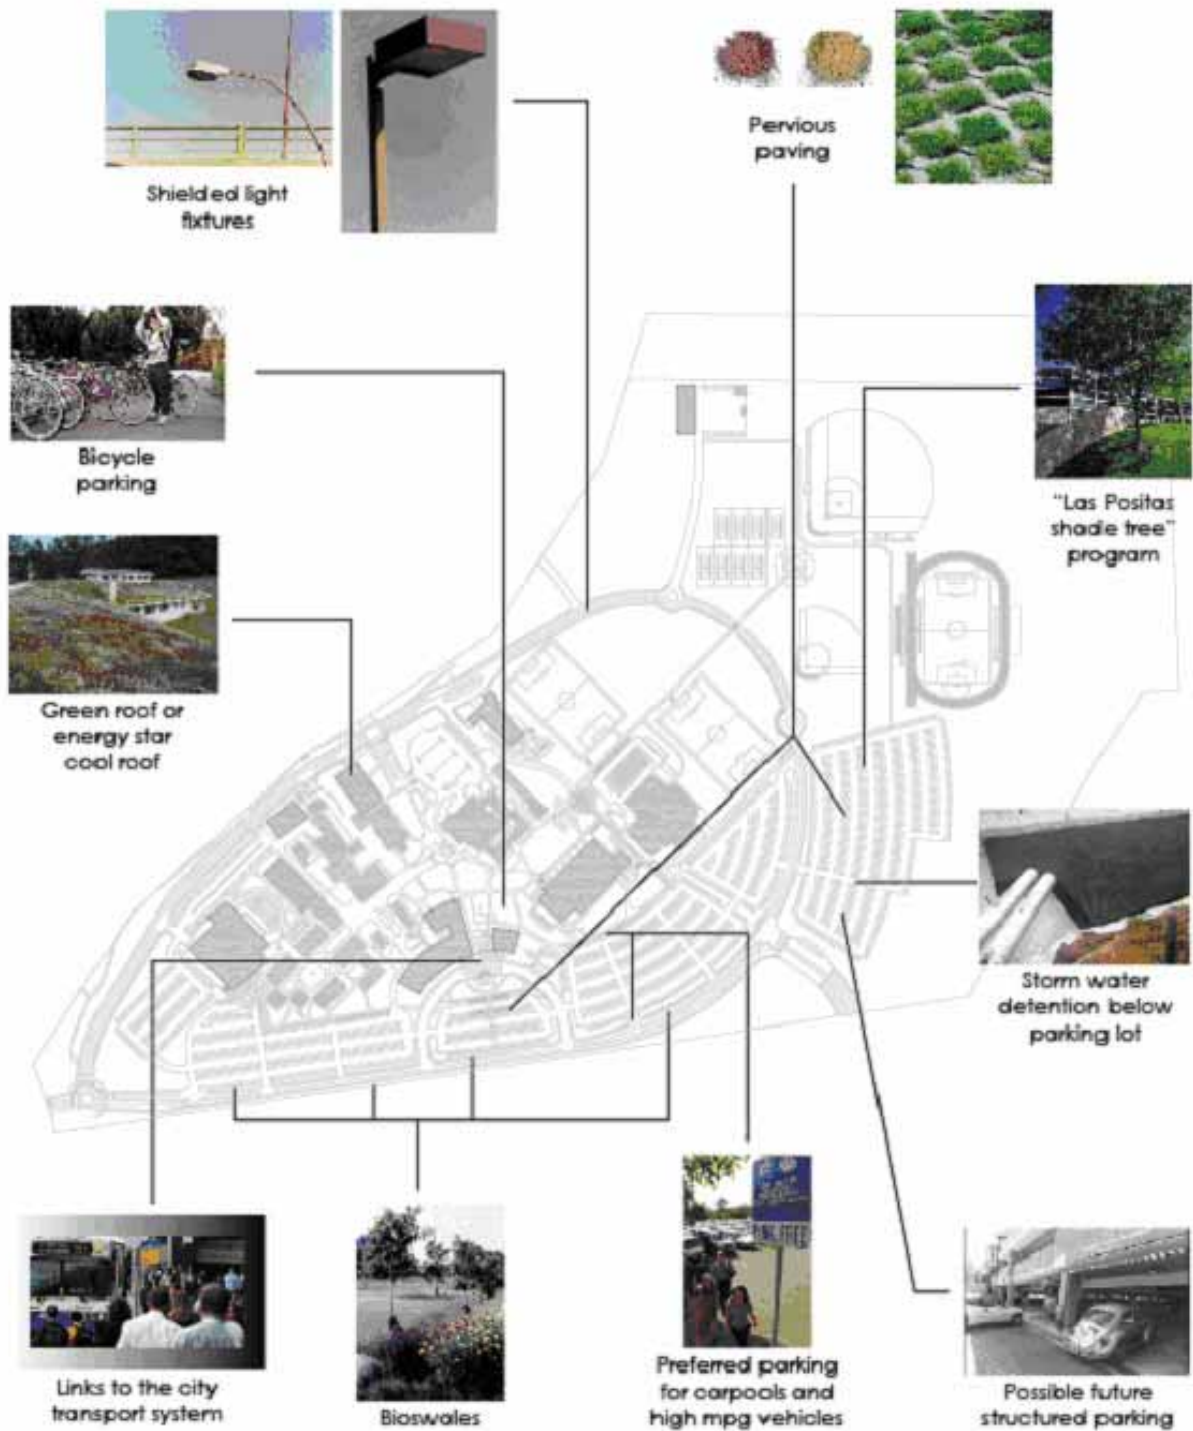 Shielded light
fixtures
Pervious
paving
Bicycle
parking
"Las Positas
shade tree"
program
Green roof or
energy star
cool roof
Storm water
detention below
parking lot
Links to the city
transport system
Bioswales
Preferred parking
for carpools and
high mpg vehicles
Possible future
structured parking